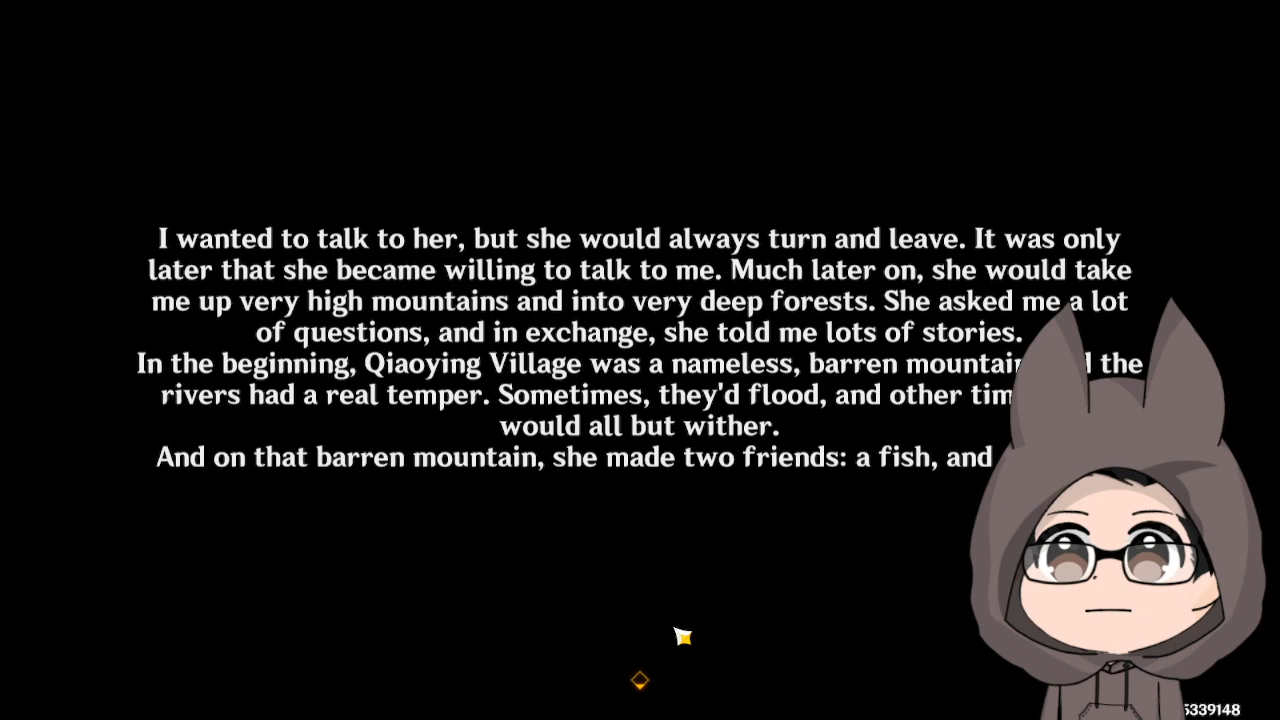 I wanted to talk to her, but she would always turn and leave. It was only
later that she became willing to talk to me. Much later on, she would take
me up very high mountains and into very deep forests. She asked me a lot
of questions, and in exchange, she told me lots of stories.
In the beginning, Qiaoying Village was a nameless, barren mountain the
rivers had a real temper. Sometimes, they'd flood, and other
would all but wither.
And on that barren mountain, she made two friends: a fish, and
5339148